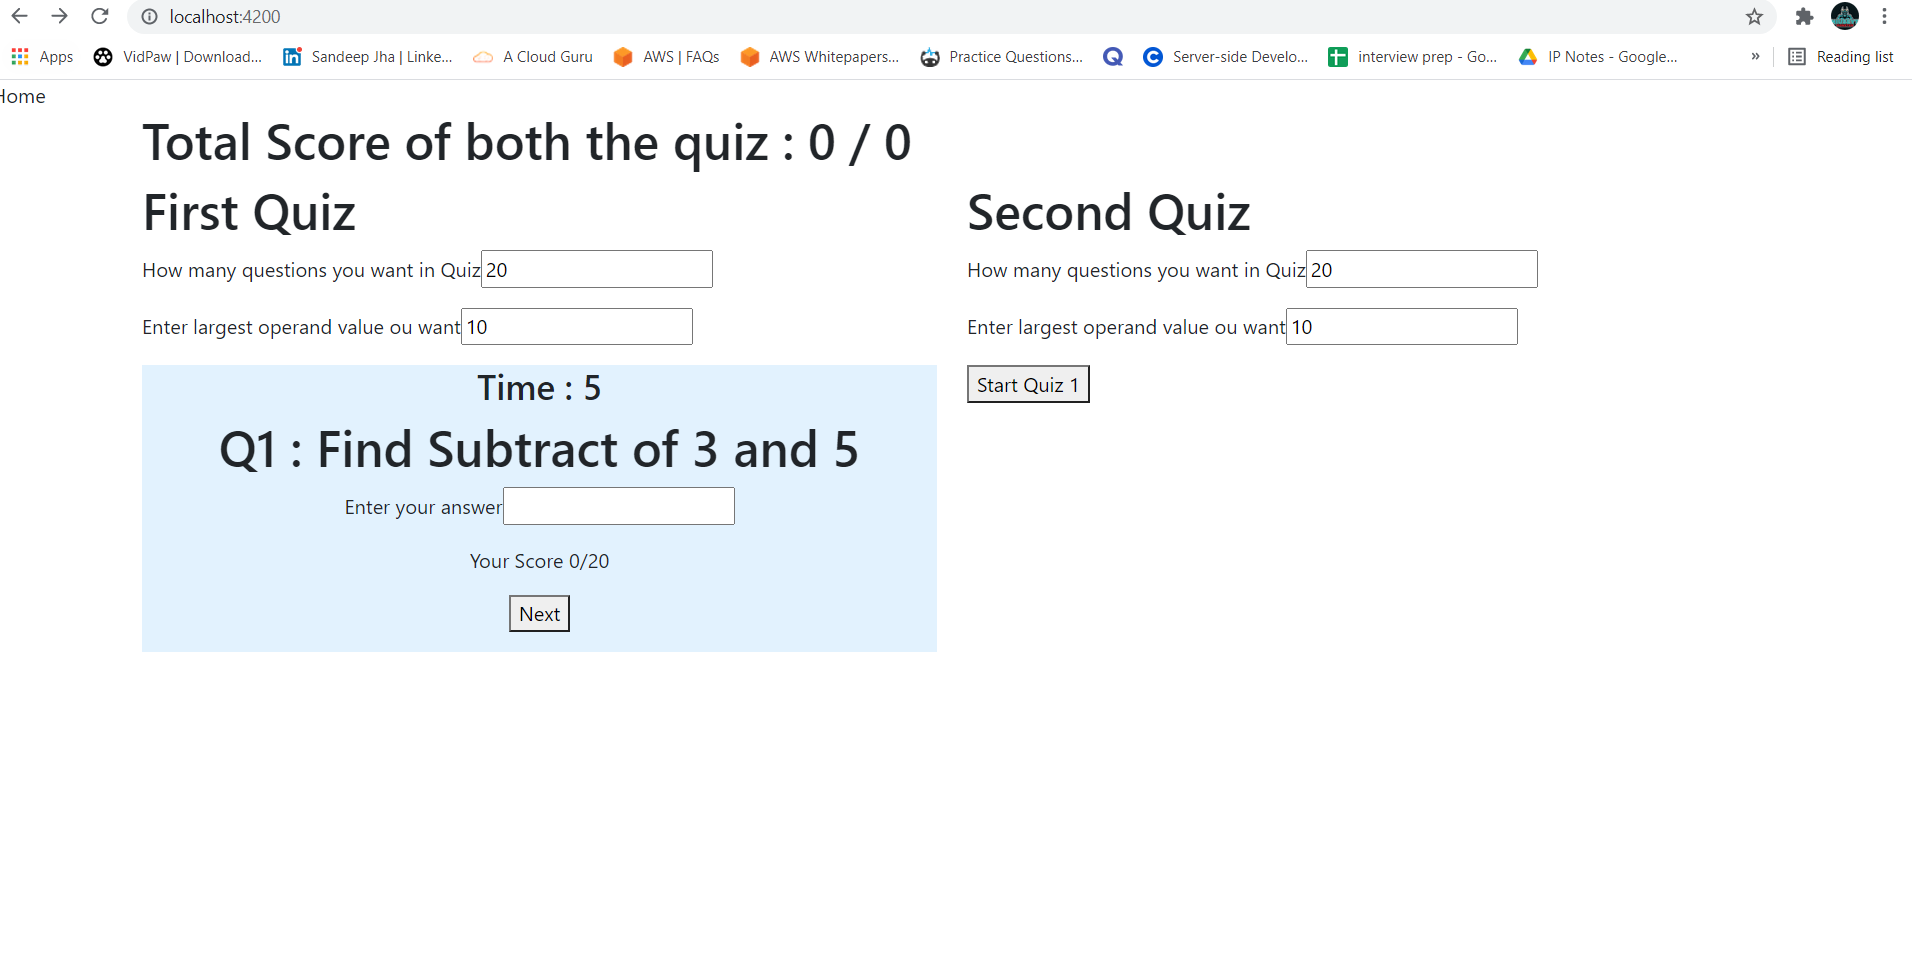 localhost:4200
Apps VidPaw | Download... Sandeep Jha | Linke... A Cloud Guru AWS | FAQs AWS Whitepapers... Practice Questions... Server-side Develo... interview prep - Go... IP Notes - Google... » Reading list
Home
Total Score of both the quiz : 0 / 0
First Quiz
How many questions you want in Quiz 20
Enter largest operand value ou want 10
Time : 5
Q1 : Find Subtract of 3 and 5
Enter your answer
Your Score 0/20
Next
Second Quiz
How many questions you want in Quiz 20
Enter largest operand value ou want 10
Start Quiz 1